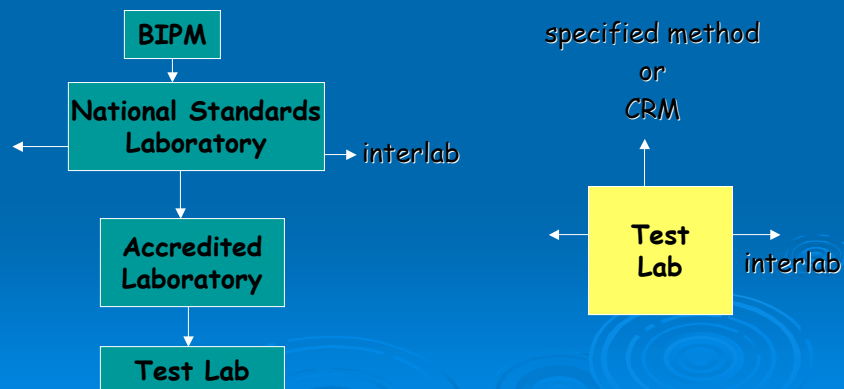 BIPM
National Standards
Laboratory
interlab
Accredited
Laboratory
Test Lab
specified method
or
CRM
Test
Lab
interlab